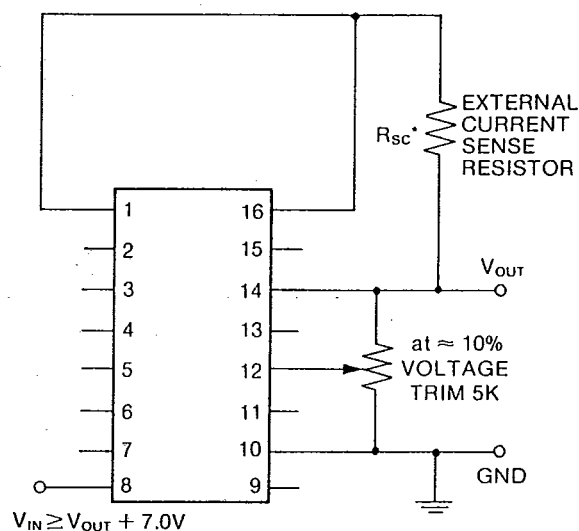 EXTERNAL
CURRENT
SENSE
RESISTOR
RSC*
1 16
2 15
3 14
VOUT
4 13
at ≈ 10%
VOLTAGE
TRIM 5K
5 12
6 11
7 10
GND
8 9
VIN ≥ VOUT + 7.0V